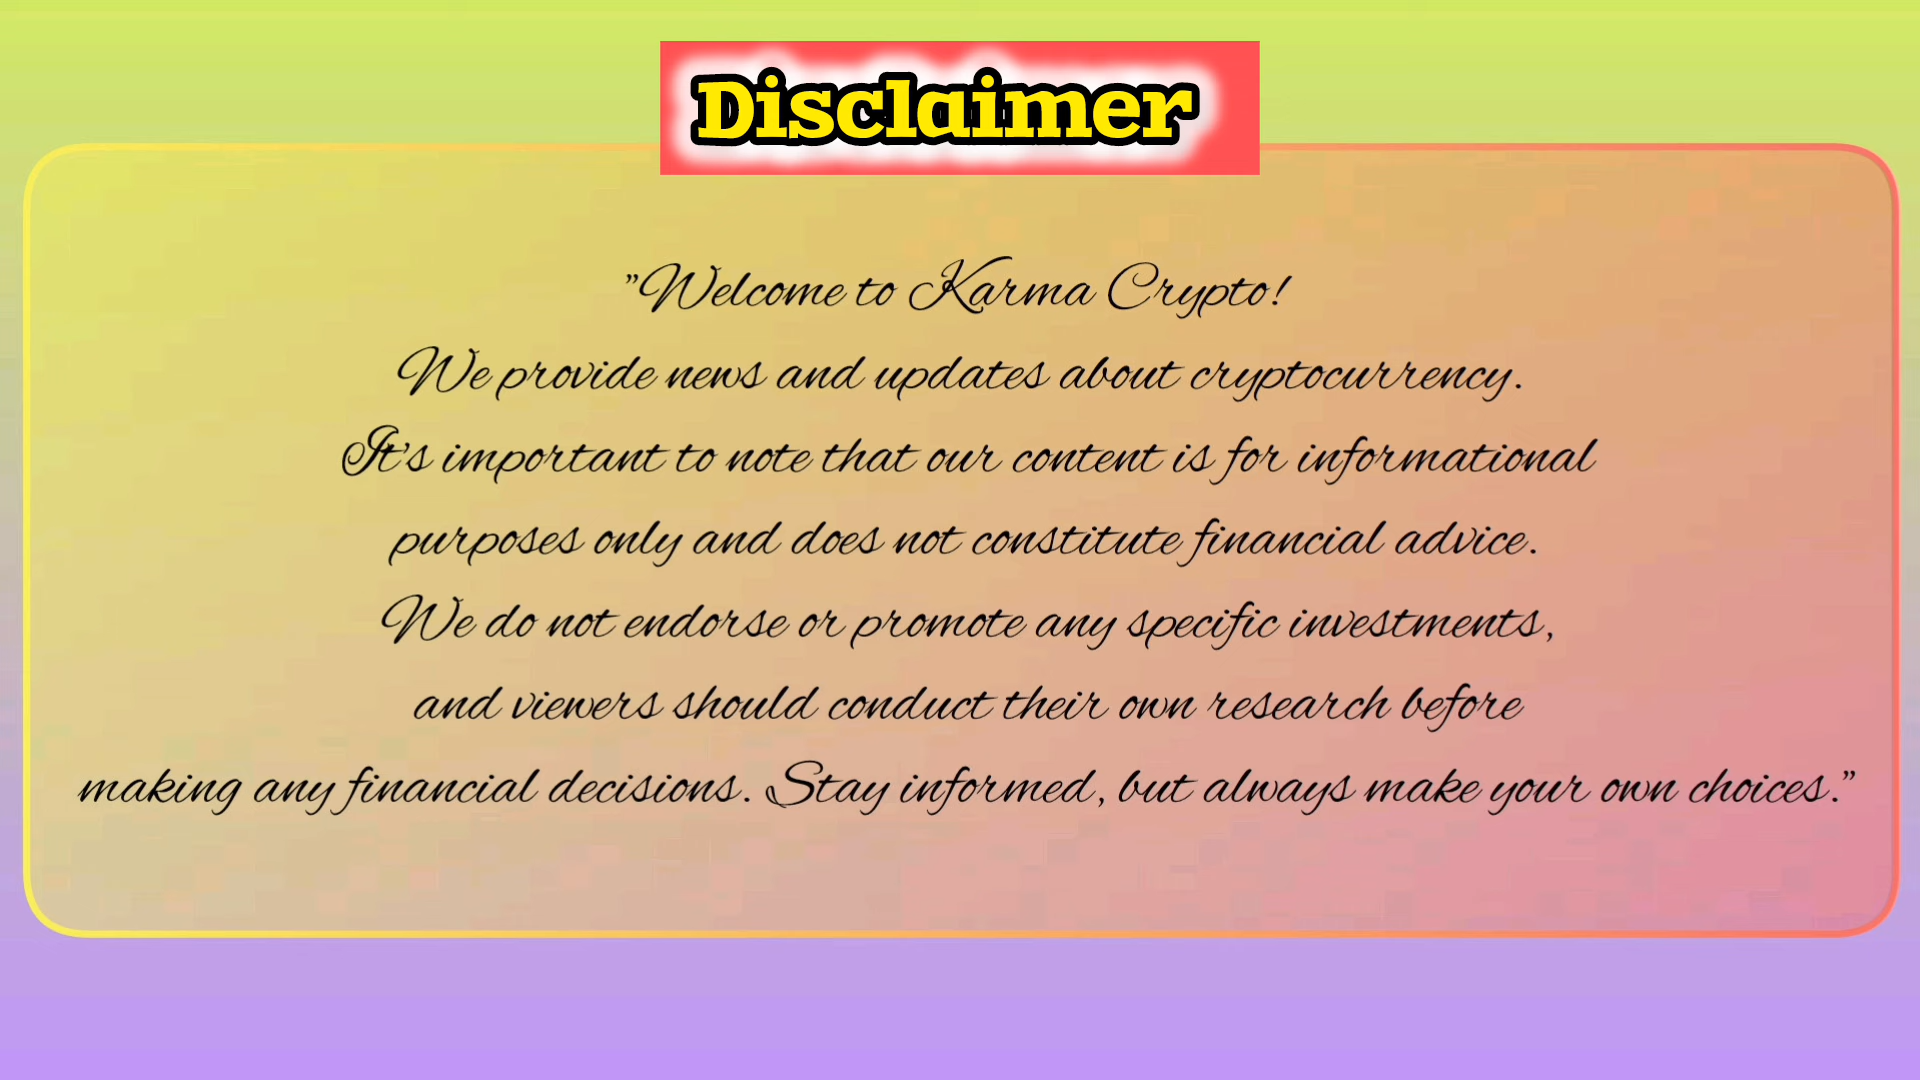 Disclaimer
"Welcome to Karma Crypto!
We provide news and updates about cryptocurrency.
It's important to note that our content is for informational
purposes only and does not constitute financial advice.
We do not endorse or promote any specific investments,
and viewers should conduct their own research before
making any financial decisions. Stay informed, but always make your own choices."